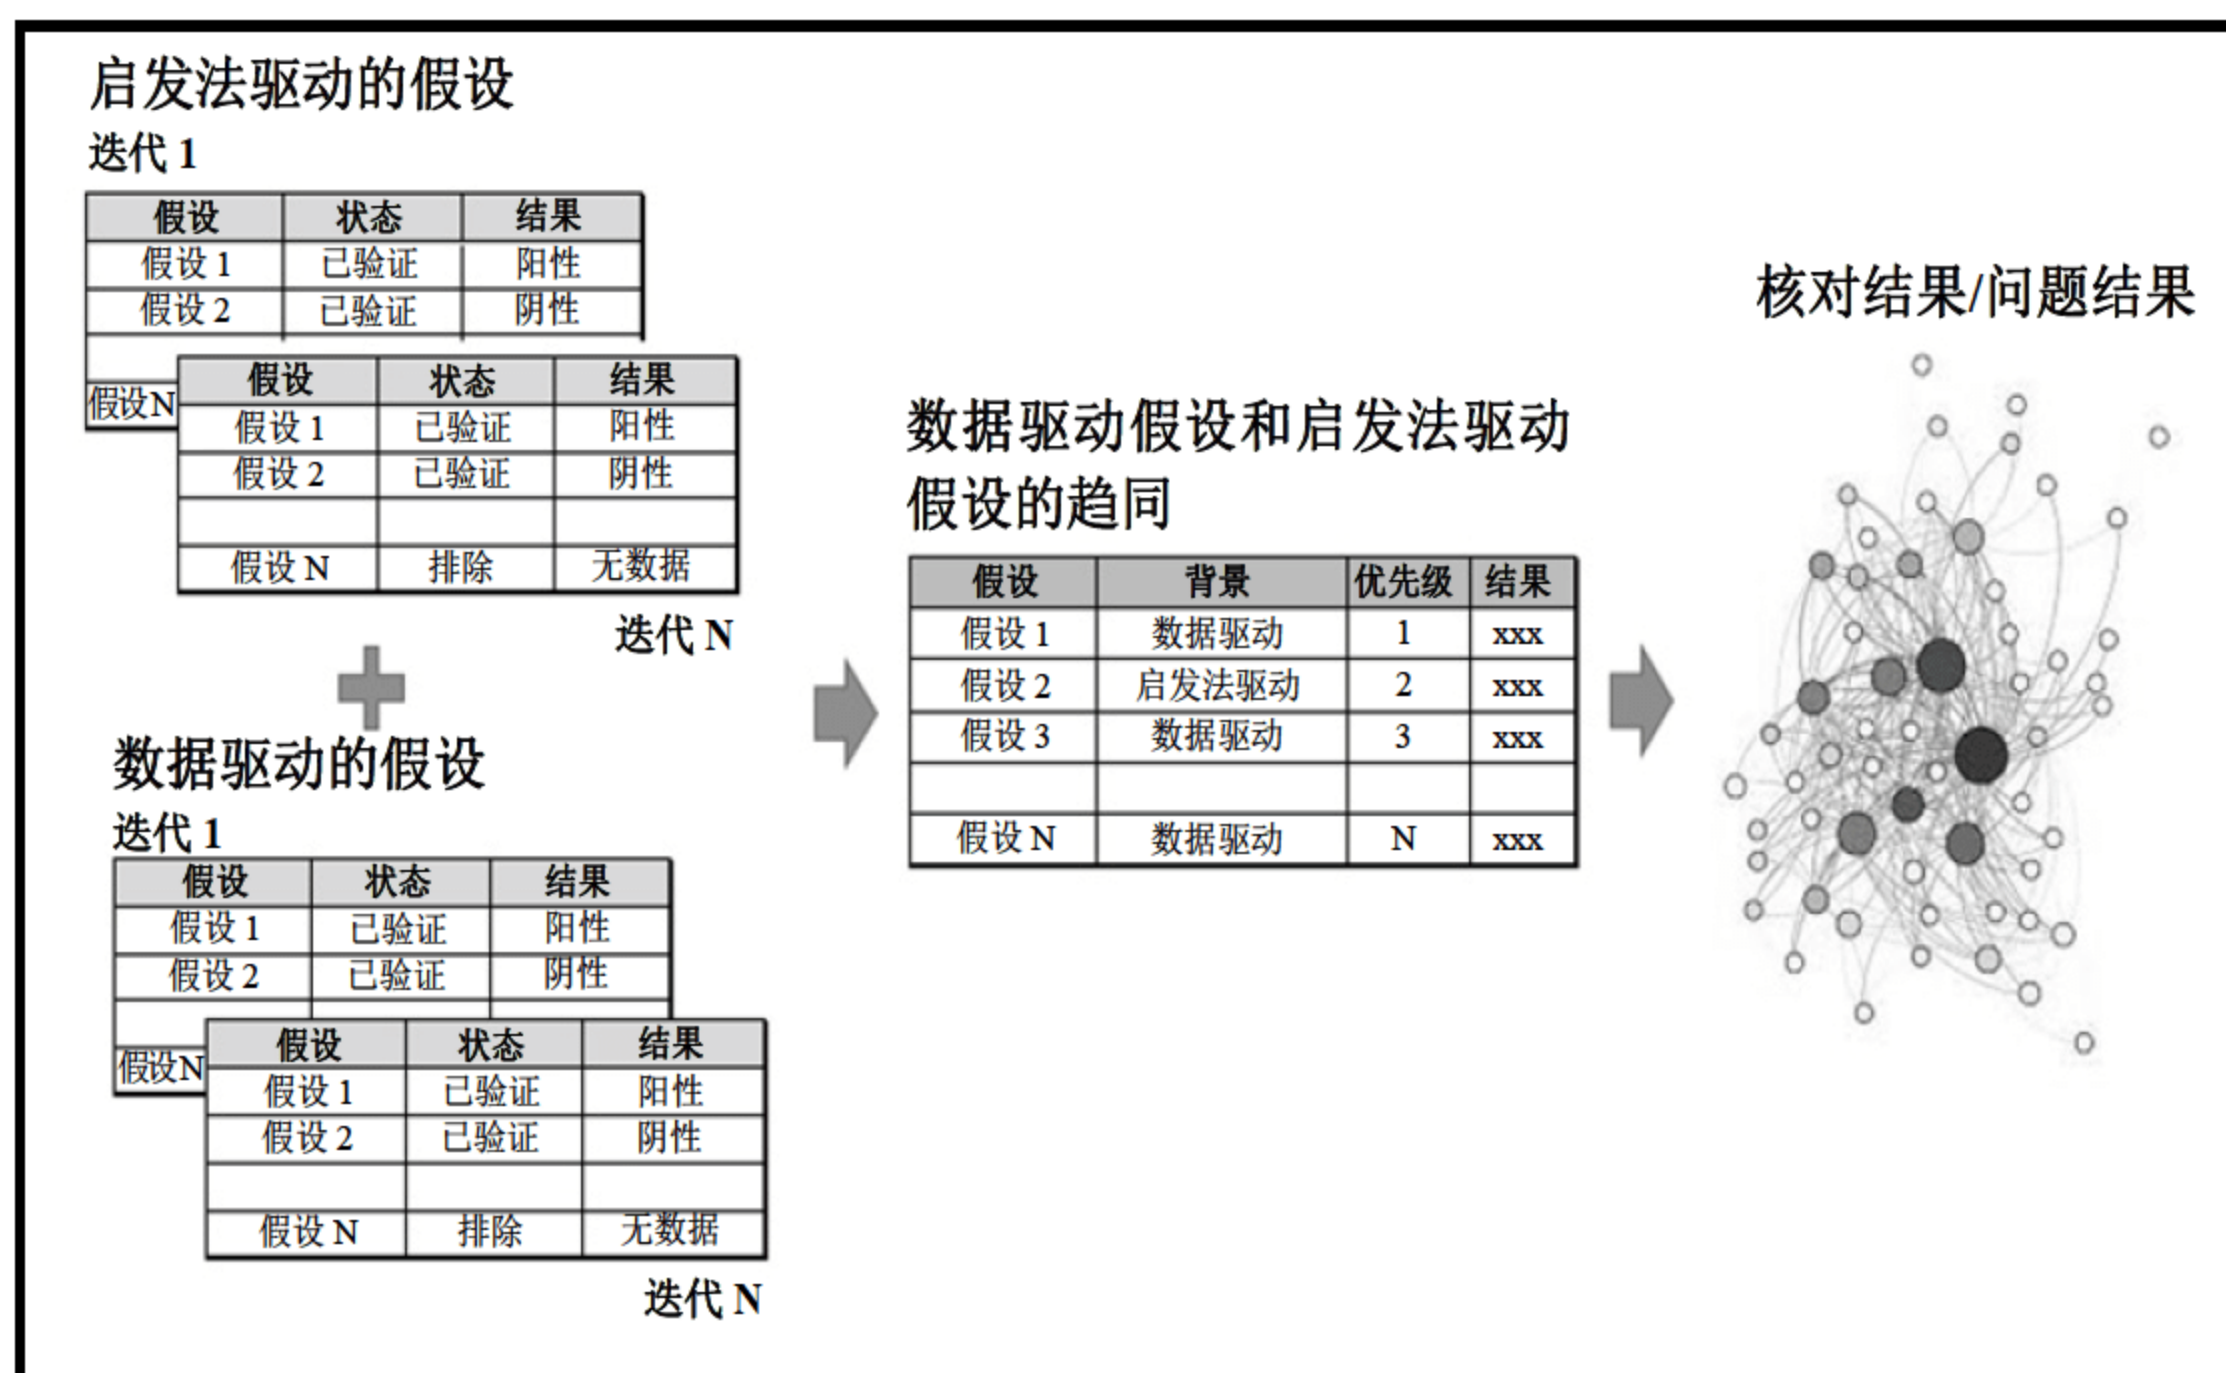 启发法驱动的假设
迭代 1
假设 状态 结果
假设 1 已验证 阳性
假设 2 已验证 阴性
假设N
假设 状态 结果
假设 1 已验证 阳性
假设 2 已验证 阴性
假设 N 排除 无数据
迭代 N
数据驱动的假设
迭代 1
假设 状态 结果
假设 1 已验证 阳性
假设 2 已验证 阴性
假设N
假设 状态 结果
假设 1 已验证 阳性
假设 2 已验证 阴性
假设 N 排除 无数据
迭代 N
数据驱动假设和启发法驱动
假设的趋同
假设 背景 优先级 结果
假设 1 数据驱动 1 xxx
假设 2 启发法驱动 2 xxx
假设 3 数据驱动 3 xxx
假设 N 数据驱动 N xxx
核对结果/问题结果